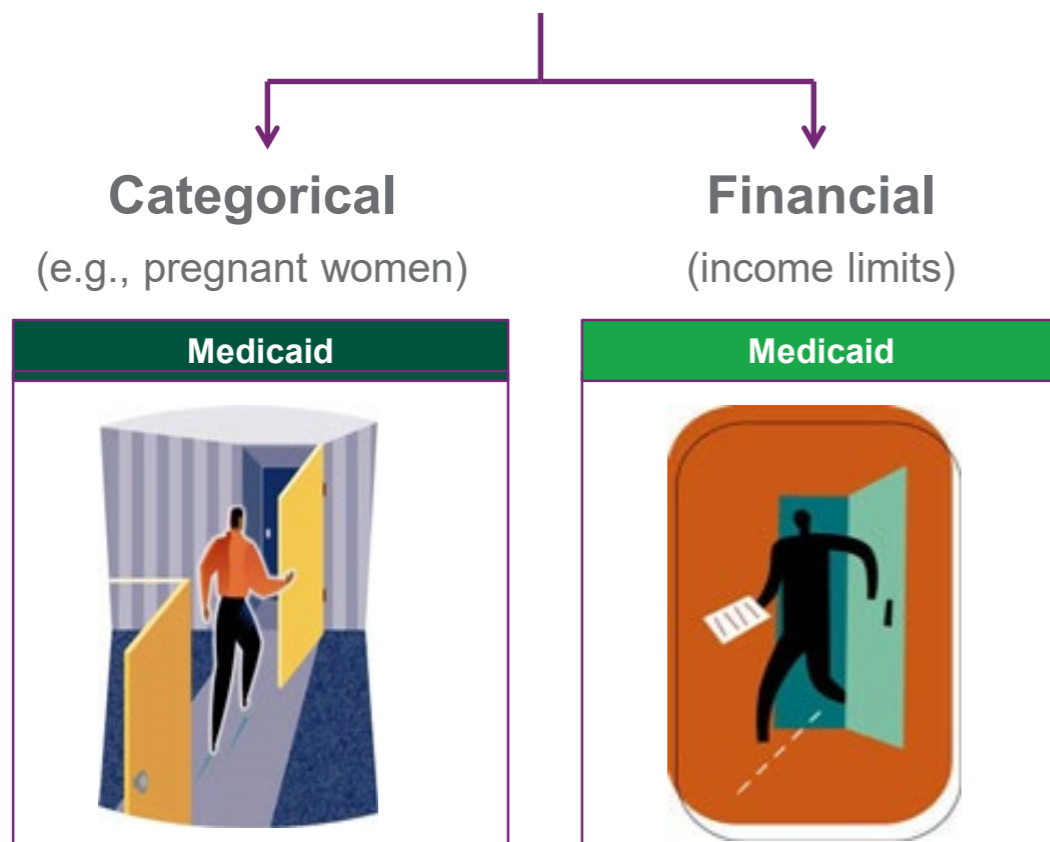 Categorical
(e.g., pregnant women)
Medicaid
Financial
(income limits)
Medicaid